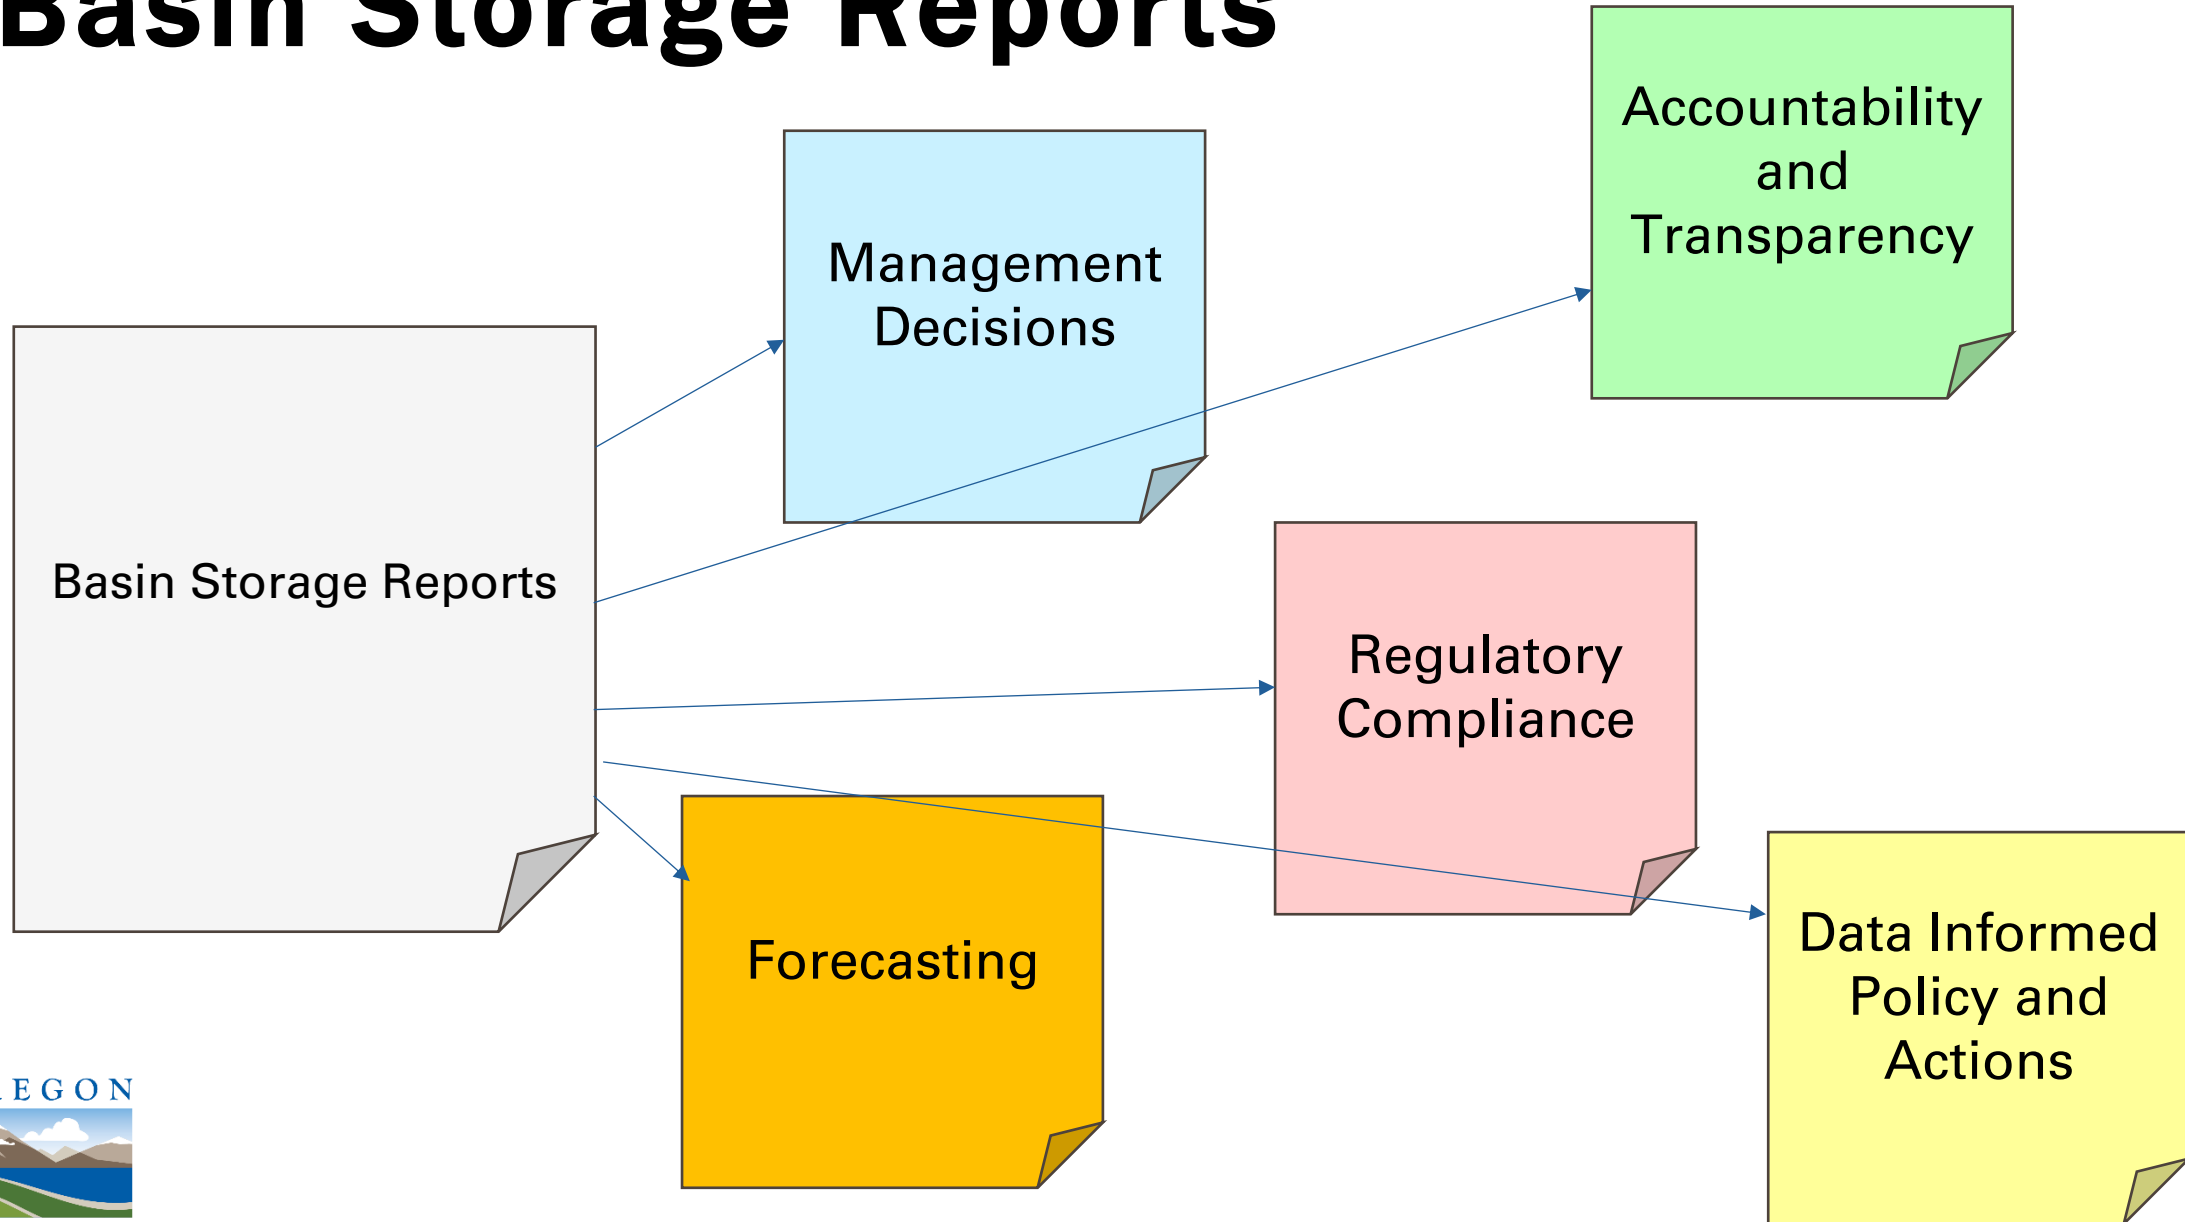 Basin Storage Reports
Accountability
and
Transparency
Management
Decisions
Basin Storage Reports
Regulatory
Compliance
Forecasting
Data Informed
Policy and
Actions
EGON